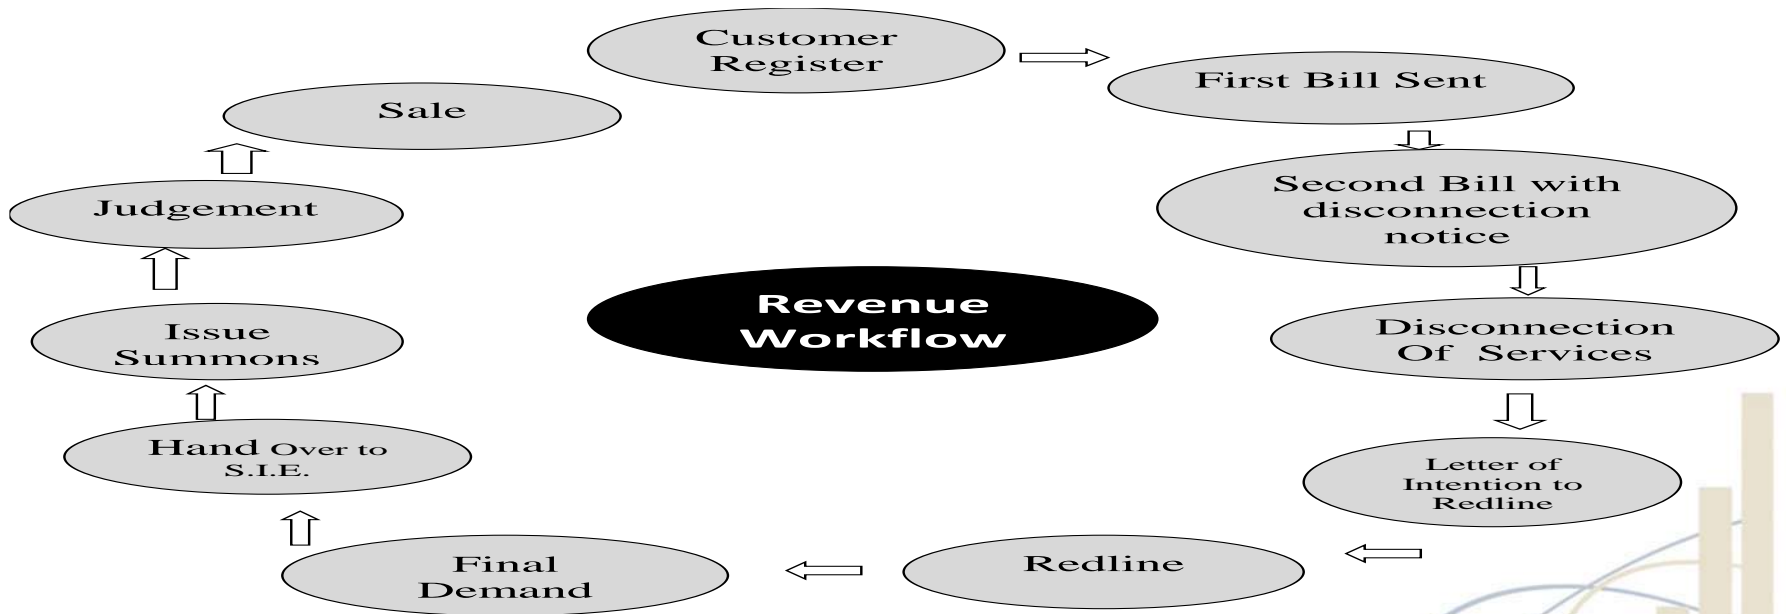 Customer
Register
First Bill Sent
Second Bill with
disconnection
notice
Disconnection
Of Services
Letter of
Intention to
Redline
Redline
Final
Demand
Hand Over to
S.I.E.
Issue
Summons
Judgement
Sale
Revenue
Workflow